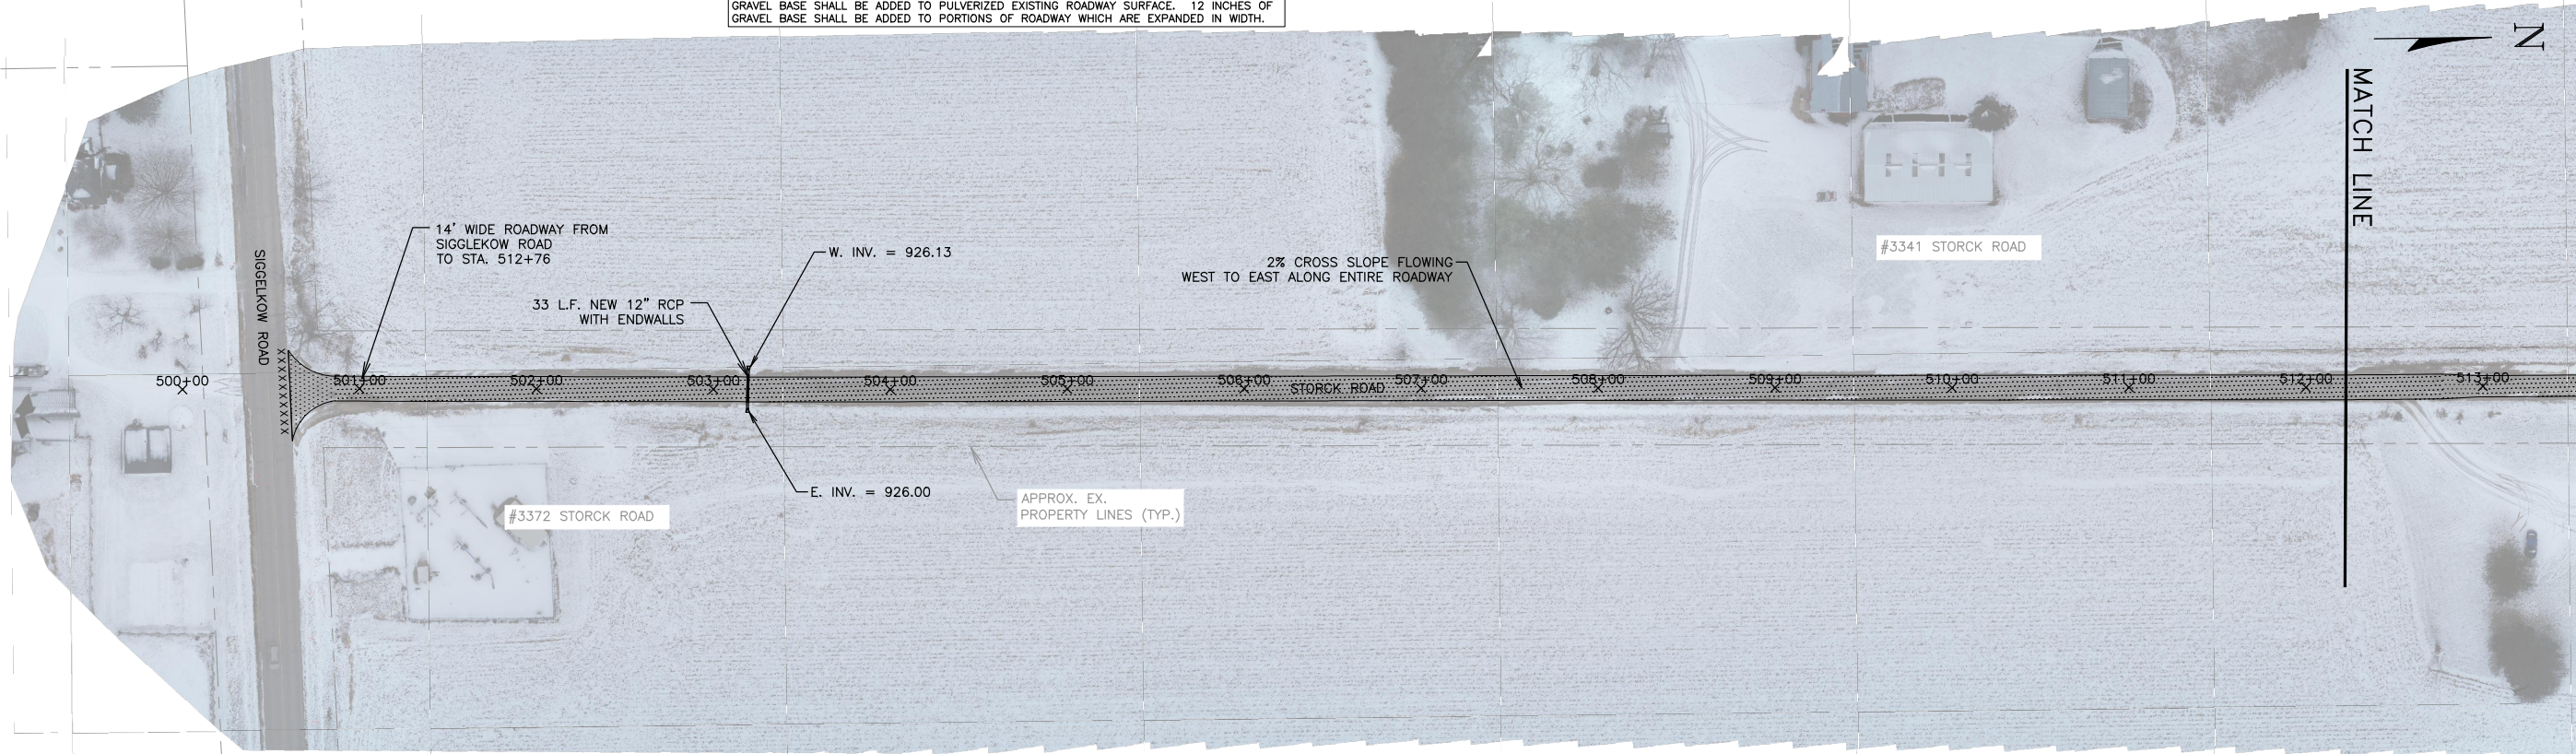 GRAVEL BASE SHALL BE ADDED TO PULVERIZED EXISTING ROADWAY SURFACE. 12 INCHES OF
GRAVEL BASE SHALL BE ADDED TO PORTIONS OF ROADWAY WHICH ARE EXPANDED IN WIDTH.
N
MATCH LINE
14' WIDE ROADWAY FROM
SIGGLEKOW ROAD
TO STA. 512+76
W. INV. = 926.13
2% CROSS SLOPE FLOWING
WEST TO EAST ALONG ENTIRE ROADWAY
#3341 STORCK ROAD
33 L.F. NEW 12" RCP
WITH ENDWALLS
SIGGELKOW ROAD
XXXXXXXXXXX
500+00
501+00
502+00
503+00
504+00
505+00
506+00
STORCK ROAD
507+00
508+00
509+00
510+00
511+00
512+00
513+00
E. INV. = 926.00
APPROX. EX.
PROPERTY LINES (TYP.)
#3372 STORCK ROAD